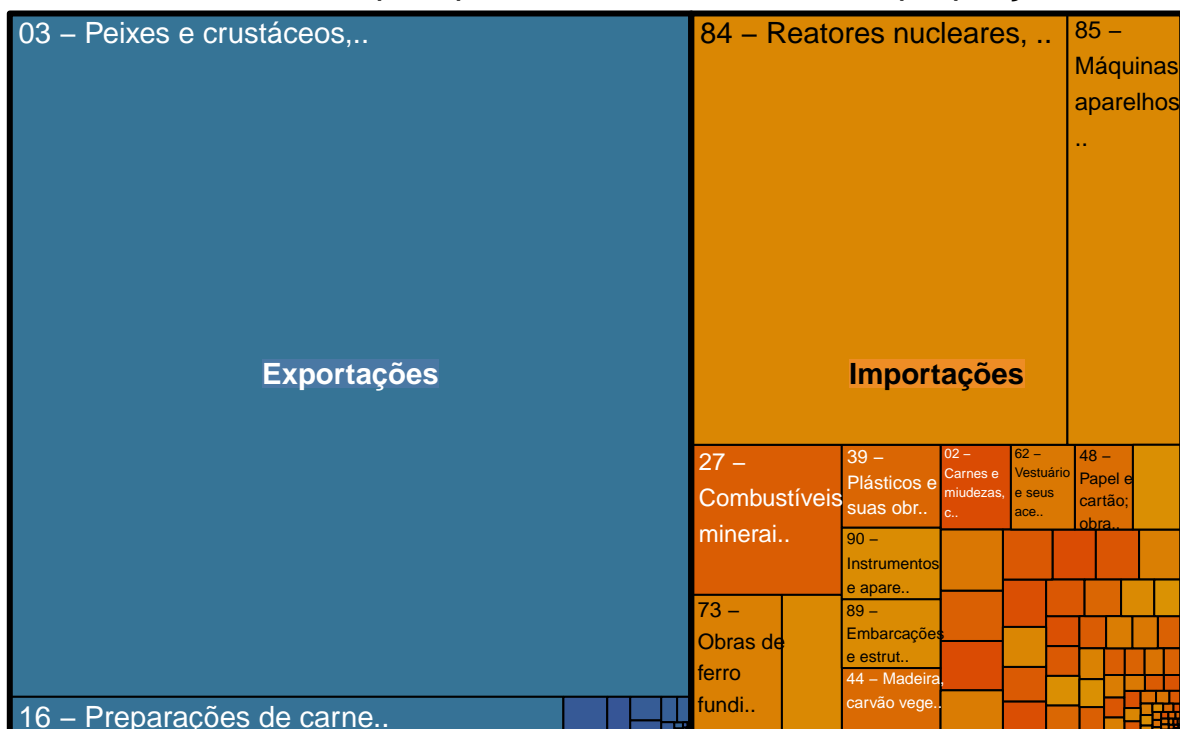 03 – Peixes e crustáceos,..
Exportações
16 – Preparações de carne..
84 – Reatores nucleares, ..
85 –
Máquinas
aparelhos
..
Importações
27 –
Combustíveis
minerai..
39 –
Plásticos e
suas obr..
02 –
Carnes e
miudezas,
c..
62 –
Vestuário
e seus
ace..
48 –
Papel e
cartão;
obra..
90 –
Instrumentos
e apare..
73 –
Obras de
ferro
fundi..
89 –
Embarcações
e estrut..
44 – Madeira,
carvão vege..